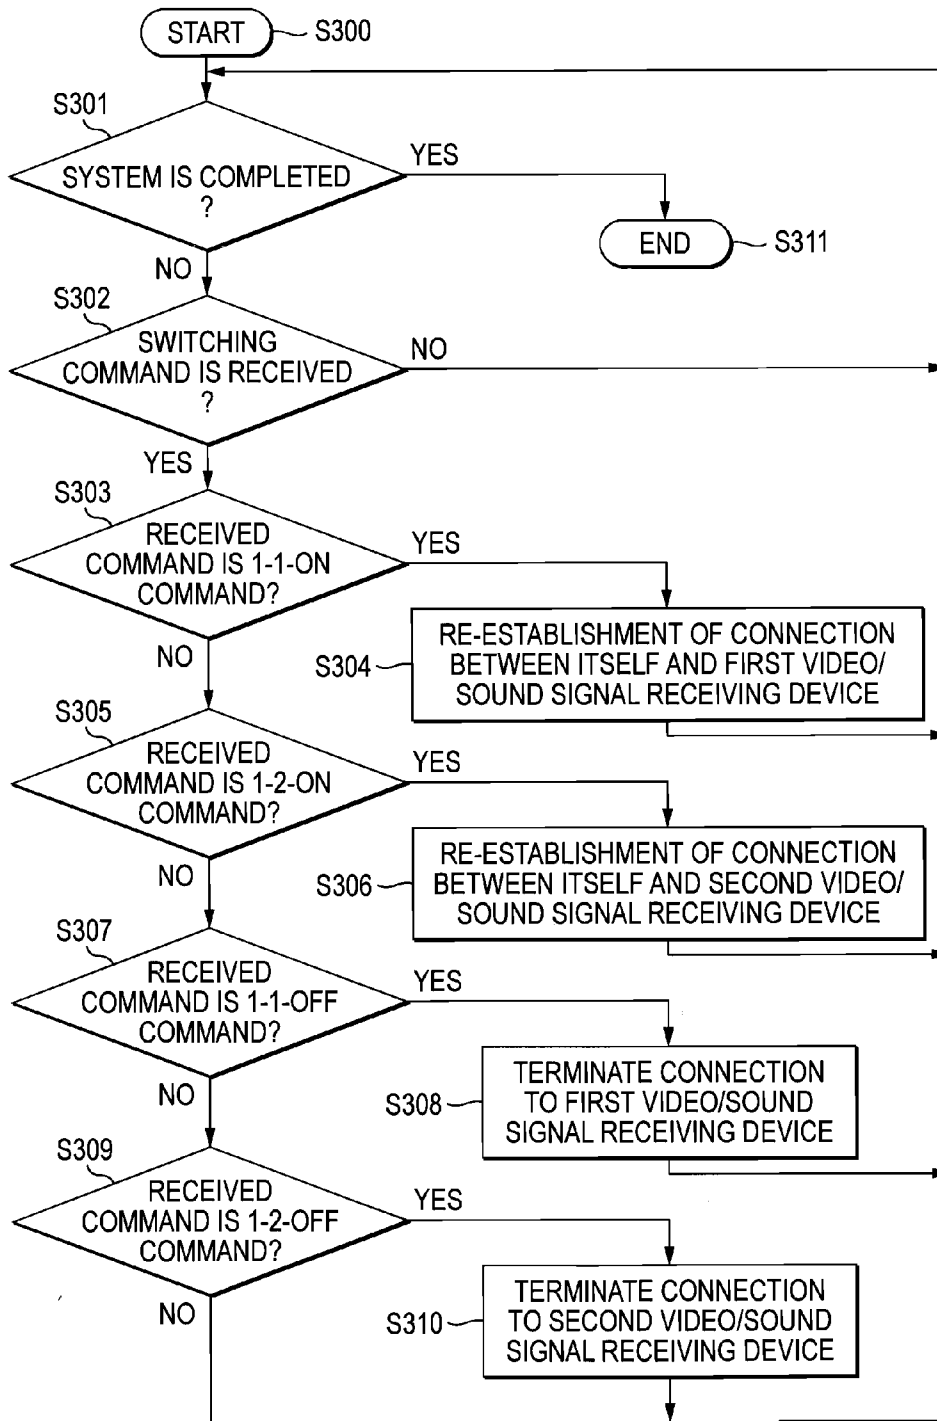 START
S300
S301
YES
SYSTEM IS COMPLETED
?
END
S311
NO
S302
SWITCHING
COMMAND IS RECEIVED
?
NO
YES
S303
RECEIVED
COMMAND IS 1-1-ON
COMMAND?
YES
NO
S304
RE-ESTABLISHMENT OF CONNECTION
BETWEEN ITSELF AND FIRST VIDEO/
SOUND SIGNAL RECEIVING DEVICE
S305
RECEIVED
COMMAND IS 1-2-ON
COMMAND?
YES
NO
S306
RE-ESTABLISHMENT OF CONNECTION
BETWEEN ITSELF AND SECOND VIDEO/
SOUND SIGNAL RECEIVING DEVICE
S307
RECEIVED
COMMAND IS 1-1-OFF
COMMAND?
YES
NO
S308
TERMINATE CONNECTION
TO FIRST VIDEO/SOUND
SIGNAL RECEIVING DEVICE
S309
RECEIVED
COMMAND IS 1-2-OFF
COMMAND?
YES
NO
S310
TERMINATE CONNECTION
TO SECOND VIDEO/SOUND
SIGNAL RECEIVING DEVICE